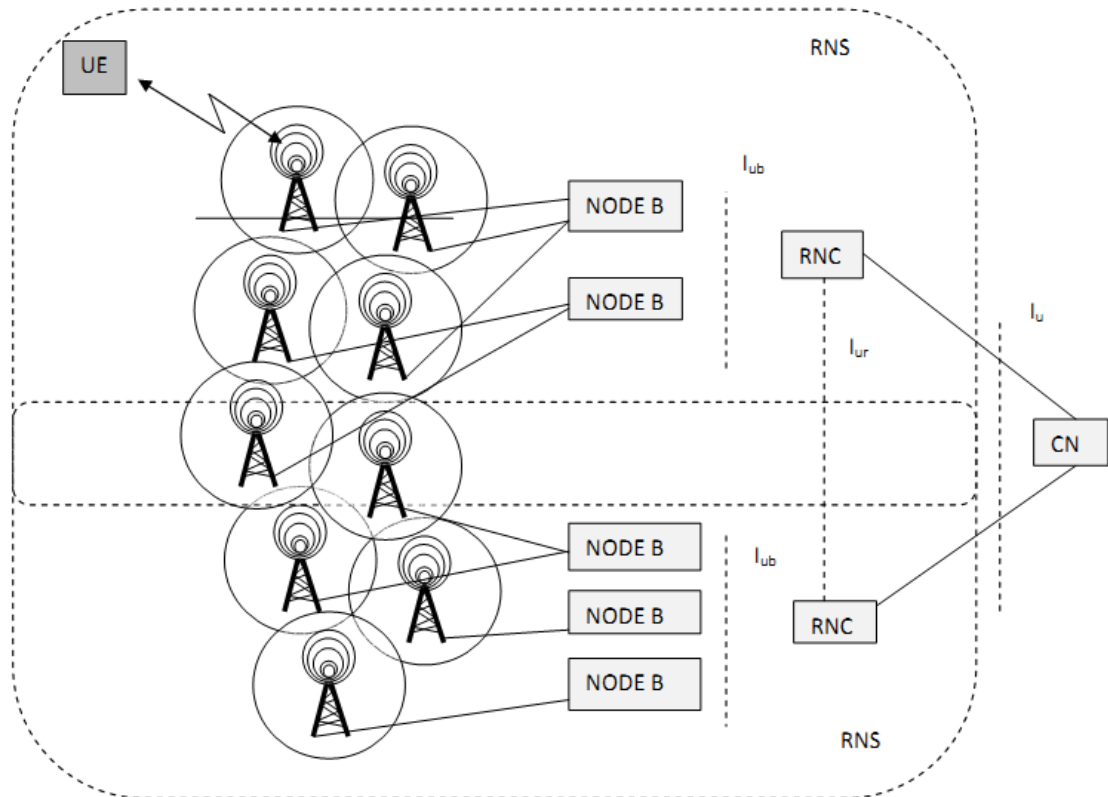 RNS
UE
Iub
NODE B
RNC
NODE B
Iu
Iur
CN
NODE B
Iub
NODE B
RNC
NODE B
RNS